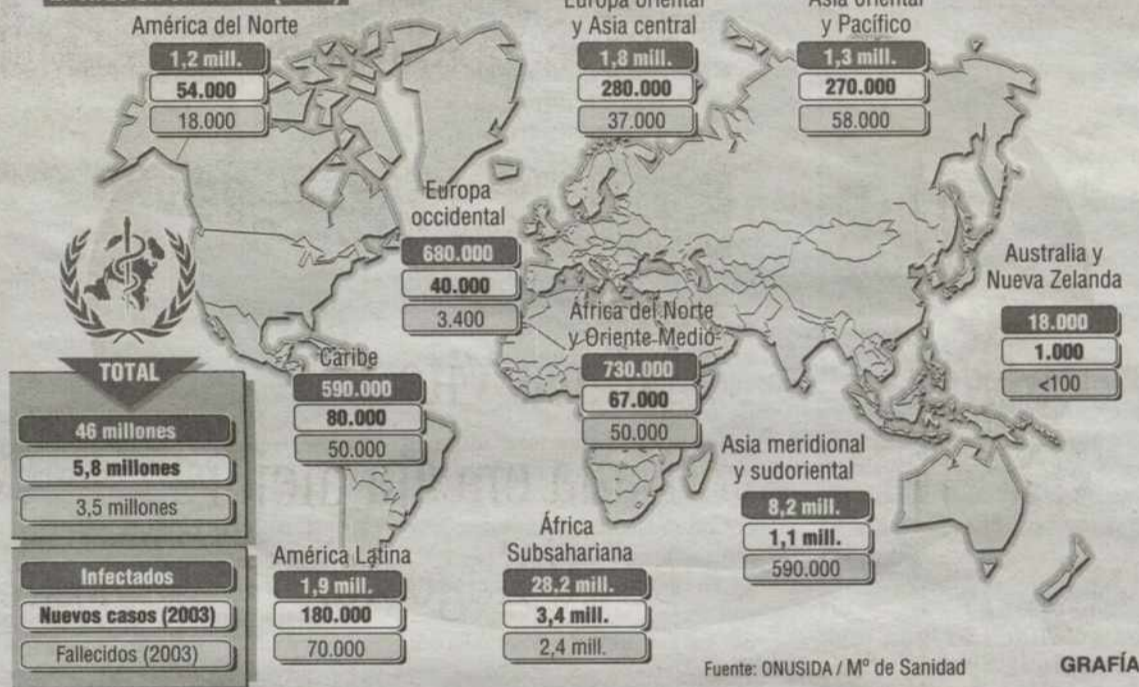 América del Norte
1,2 mill.
54.000
18.000
Europa oriental
y Asia central
1,8 mill.
280.000
37.000
Asia oriental
y Pacífico
1,3 mill.
270.000
58.000
Europa
occidental
680.000
40.000
3.400
África del Norte
y Oriente Medio
730.000
67.000
50.000
Australia y
Nueva Zelanda
18.000
1.000
<100
Caribe
590.000
80.000
50.000
Asia meridional
y sudoriental
8,2 mill.
1,1 mill.
590.000
América Latina
1,9 mill.
180.000
70.000
África
Subsahariana
28,2 mill.
3,4 mill.
2,4 mill.
TOTAL
46 millones
5,8 millones
3,5 millones
Infectados
Nuevos casos (2003)
Fallecidos (2003)
Fuente: ONUSIDA / Mº de Sanidad
GRAFÍA